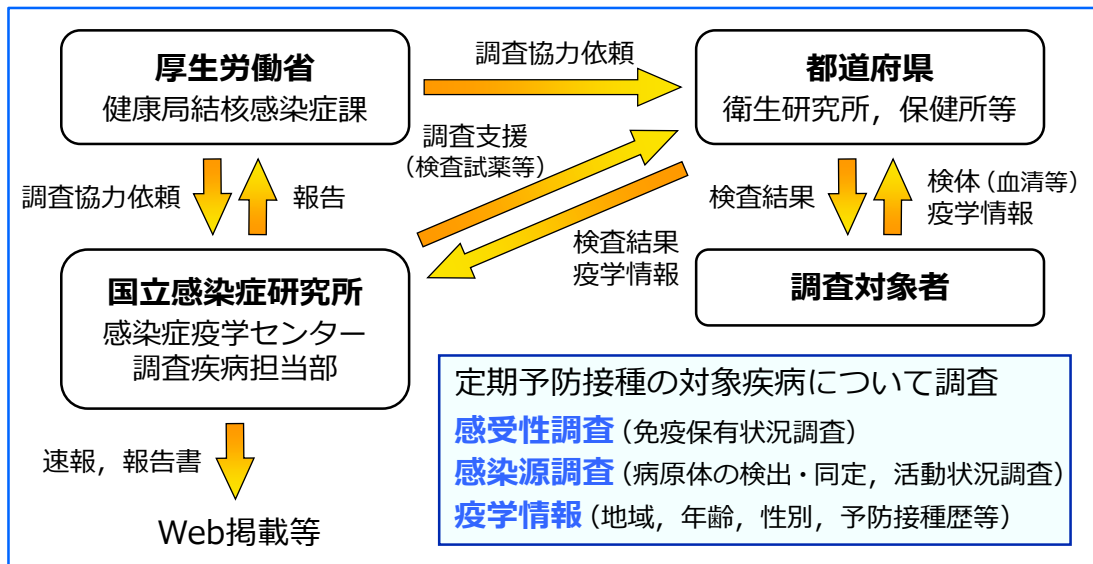 厚生労働省
健康局結核感染症課
調査協力依頼
都道府県
衛生研究所，保健所等
調査支援
（検査試薬等）
調査協力依頼
報告
検査結果
疫学情報
検査結果
検体（血清等）
疫学情報
国立感染症研究所
感染症疫学センター
調査疾病担当部
調査対象者
速報，報告書
Web掲載等
定期予防接種の対象疾病について調査
感受性調査（免疫保有状況調査）
感染源調査（病原体の検出・同定，活動状況調査）
疫学情報（地域，年齢，性別，予防接種歴等）